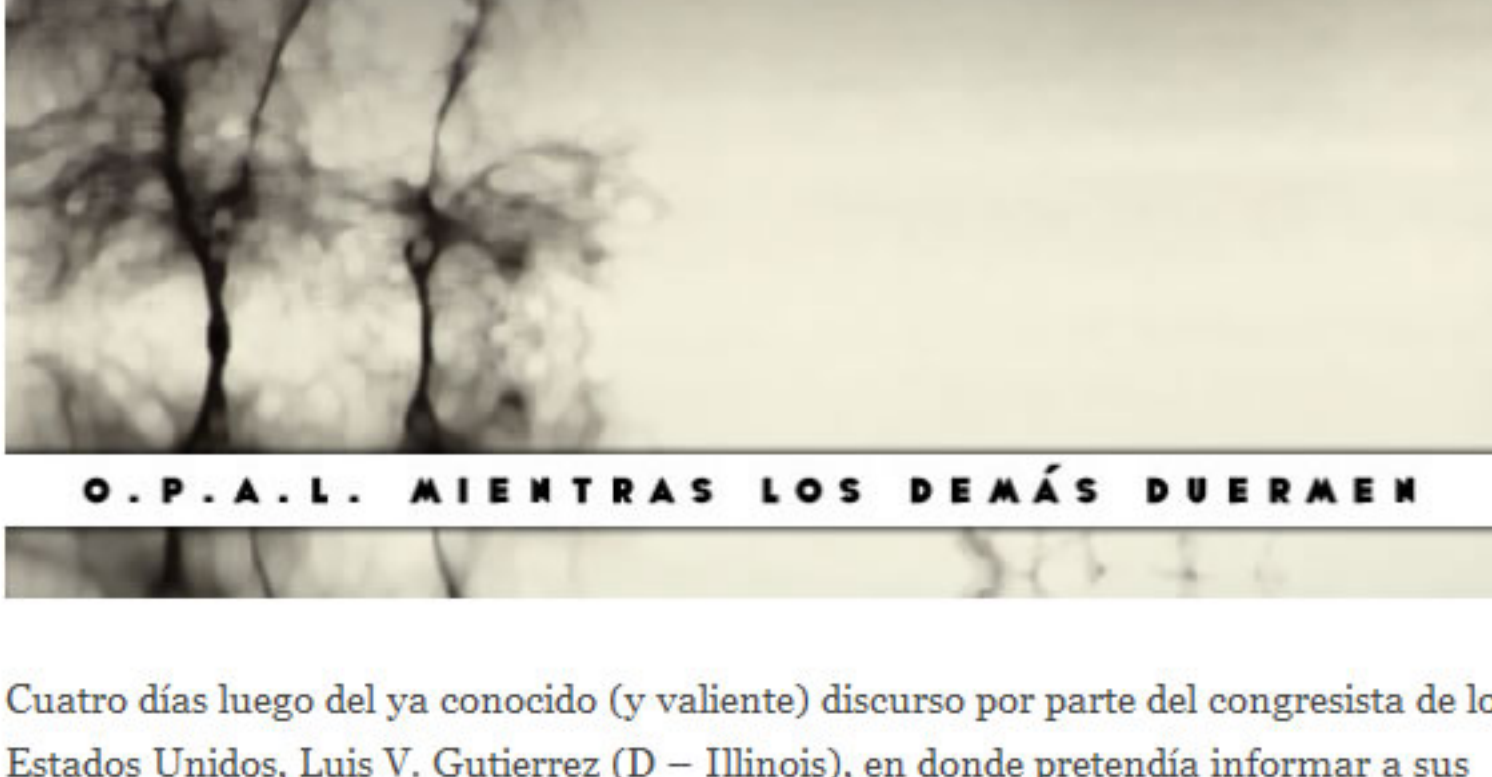 O.P.A.L. MIENTRAS LOS DEMÁS DUERMEN
Cuatro días luego del ya conocido (y valiente) discurso por parte del congresista de lo
Estados Unidos, Luis V. Gutierrez (D – Illinois), en donde pretendía informar a sus